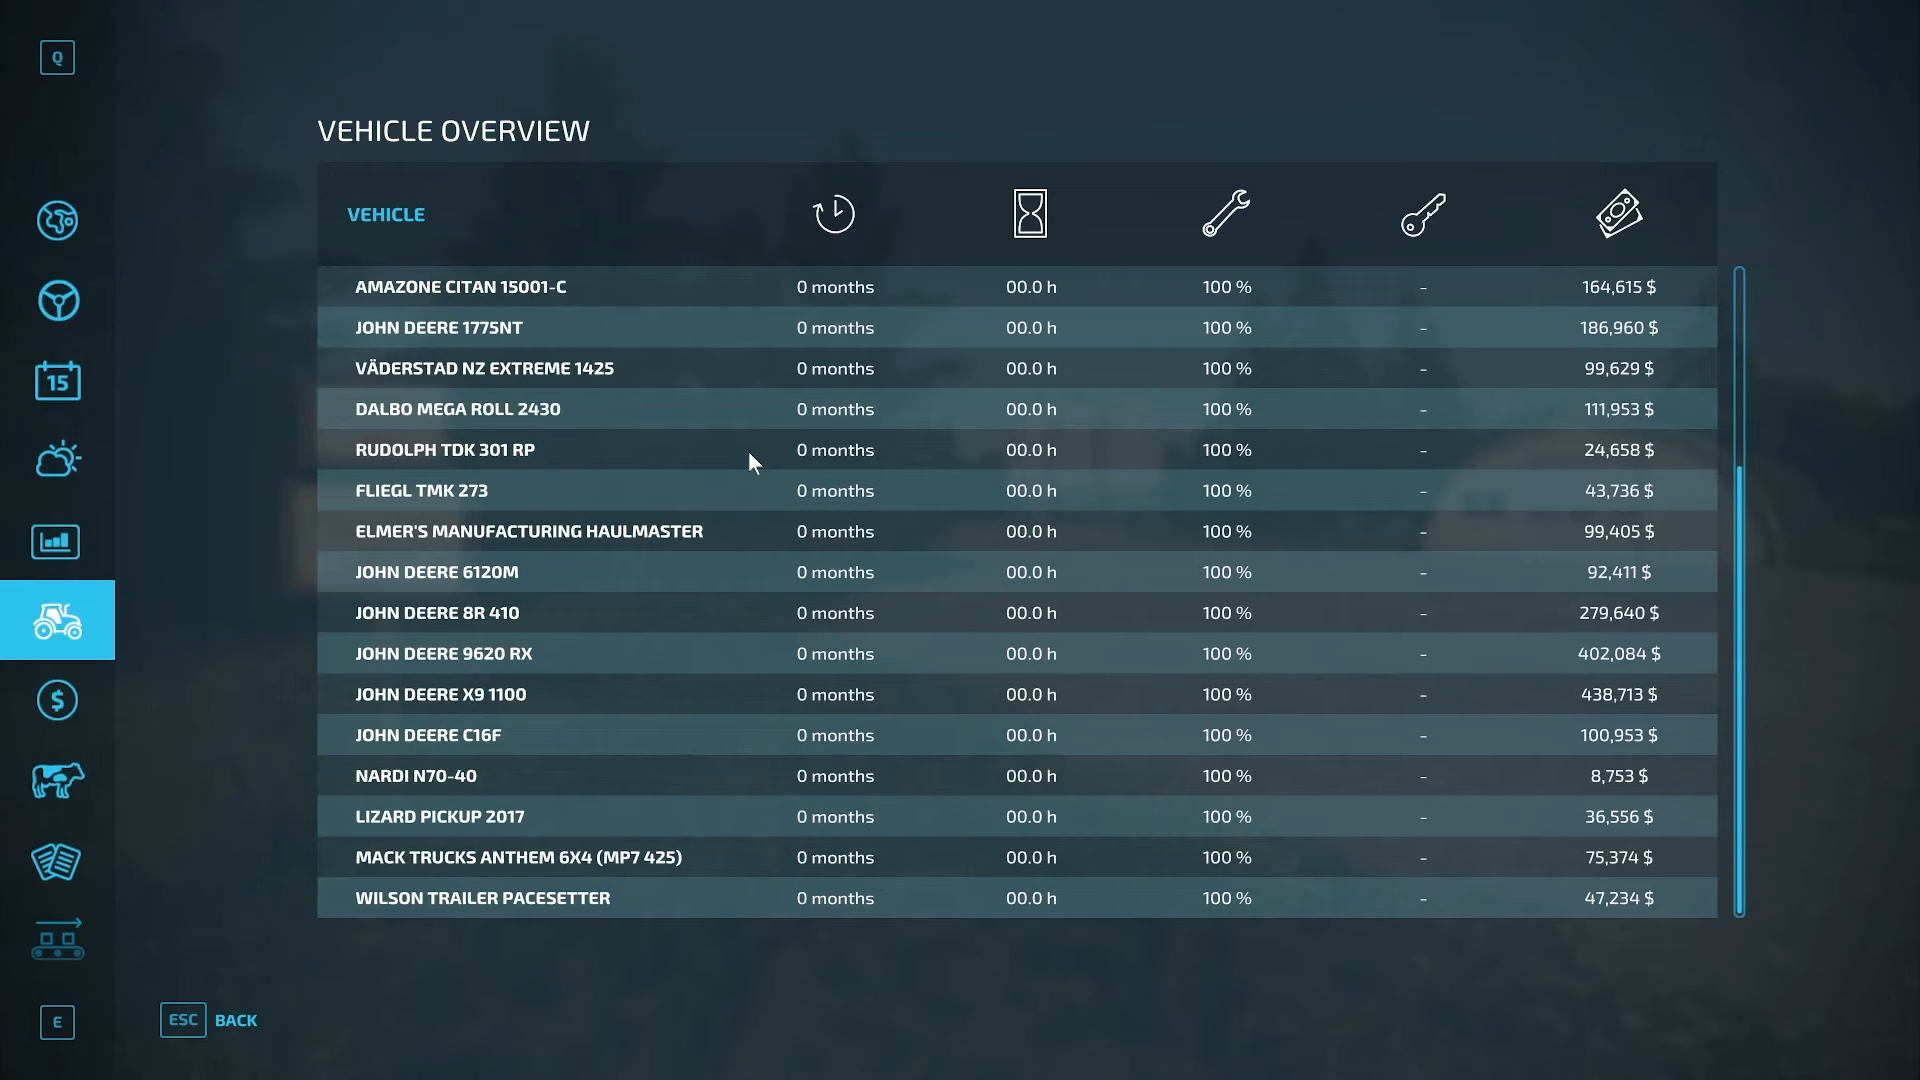 Q
VEHICLE OVERVIEW
VEHICLE
AMAZONE CITAN 15001-C 0 months 00.0 h 100 % - 164,615 $
JOHN DEERE 1775NT 0 months 00.0 h 100 % - 186,960 $
VÄDERSTAD NZ EXTREME 1425 0 months 00.0 h 100 % - 99,629 $
15
DALBO MEGA ROLL 2430 0 months 00.0 h 100 % - 111,953 $
RUDOLPH TDK 301 RP 0 months 00.0 h 100 % - 24,658 $
FLIEGL TMK 273 0 months 00.0 h 100 % - 43,736 $
ELMER'S MANUFACTURING HAULMASTER 0 months 00.0 h 100 % - 99,405 $
JOHN DEERE 6120M 0 months 00.0 h 100 % - 92,411 $
JOHN DEERE 8R 410 0 months 00.0 h 100 % - 279,640 $
JOHN DEERE 9620 RX 0 months 00.0 h 100 % - 402,084 $
JOHN DEERE X9 1100 0 months 00.0 h 100 % - 438,713 $
$
JOHN DEERE C16F 0 months 00.0 h 100 % - 100,953 $
NARDI N70-40 0 months 00.0 h 100 % - 8,753 $
LIZARD PICKUP 2017 0 months 00.0 h 100 % - 36,556 $
MACK TRUCKS ANTHEM 6X4 (MP7 425) 0 months 00.0 h 100 % - 75,374 $
WILSON TRAILER PACESETTER 0 months 00.0 h 100 % - 47,234 $
E
ESC BACK